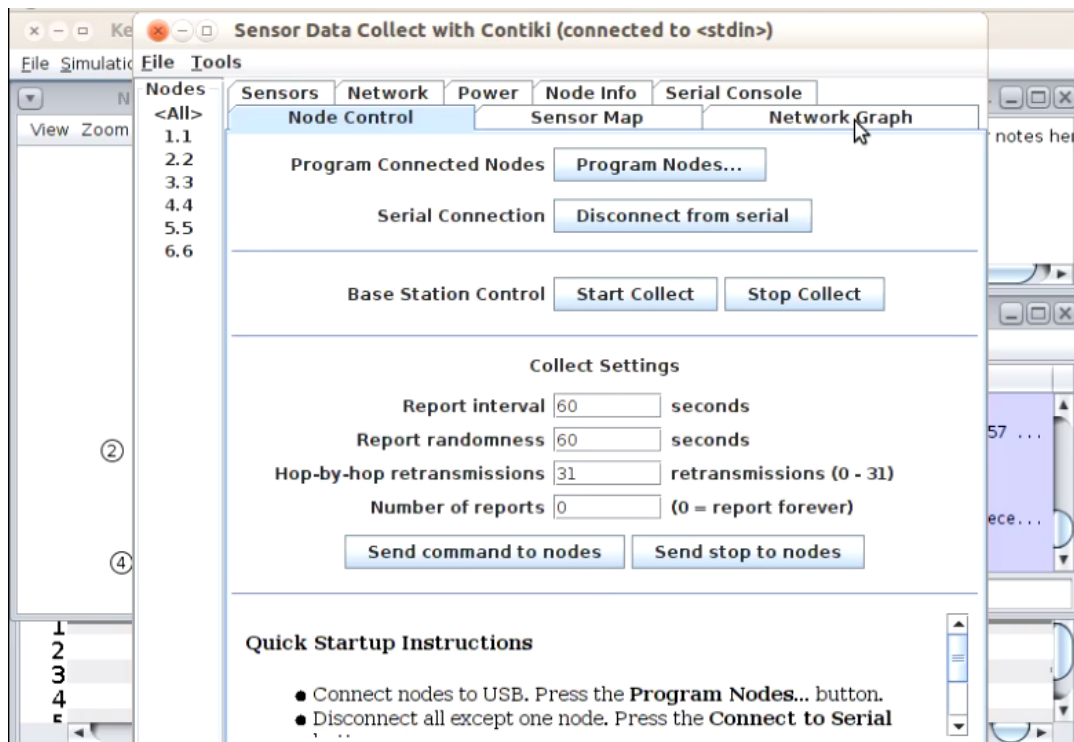 Ke
Sensor Data Collect with Contiki (connected to <stdin>)
File Simulatio
File Tools
N
View Zoom
Nodes
<All>
1.1
2.2
3.3
4.4
5.5
6.6
Sensors Network Power Node Info Serial Console
Node Control Sensor Map Network Graph
notes her
Program Connected Nodes Program Nodes...
Serial Connection Disconnect from serial
Base Station Control Start Collect Stop Collect
Collect Settings
Report interval 60 seconds
57 ...
Report randomness 60 seconds
2
Hop-by-hop retransmissions 31 retransmissions (0 - 31)
Number of reports 0 (0 = report forever)
ece...
Send command to nodes Send stop to nodes
4
1
2
3
4
5
Quick Startup Instructions
Connect nodes to USB. Press the Program Nodes... button.
Disconnect all except one node. Press the Connect to Serial